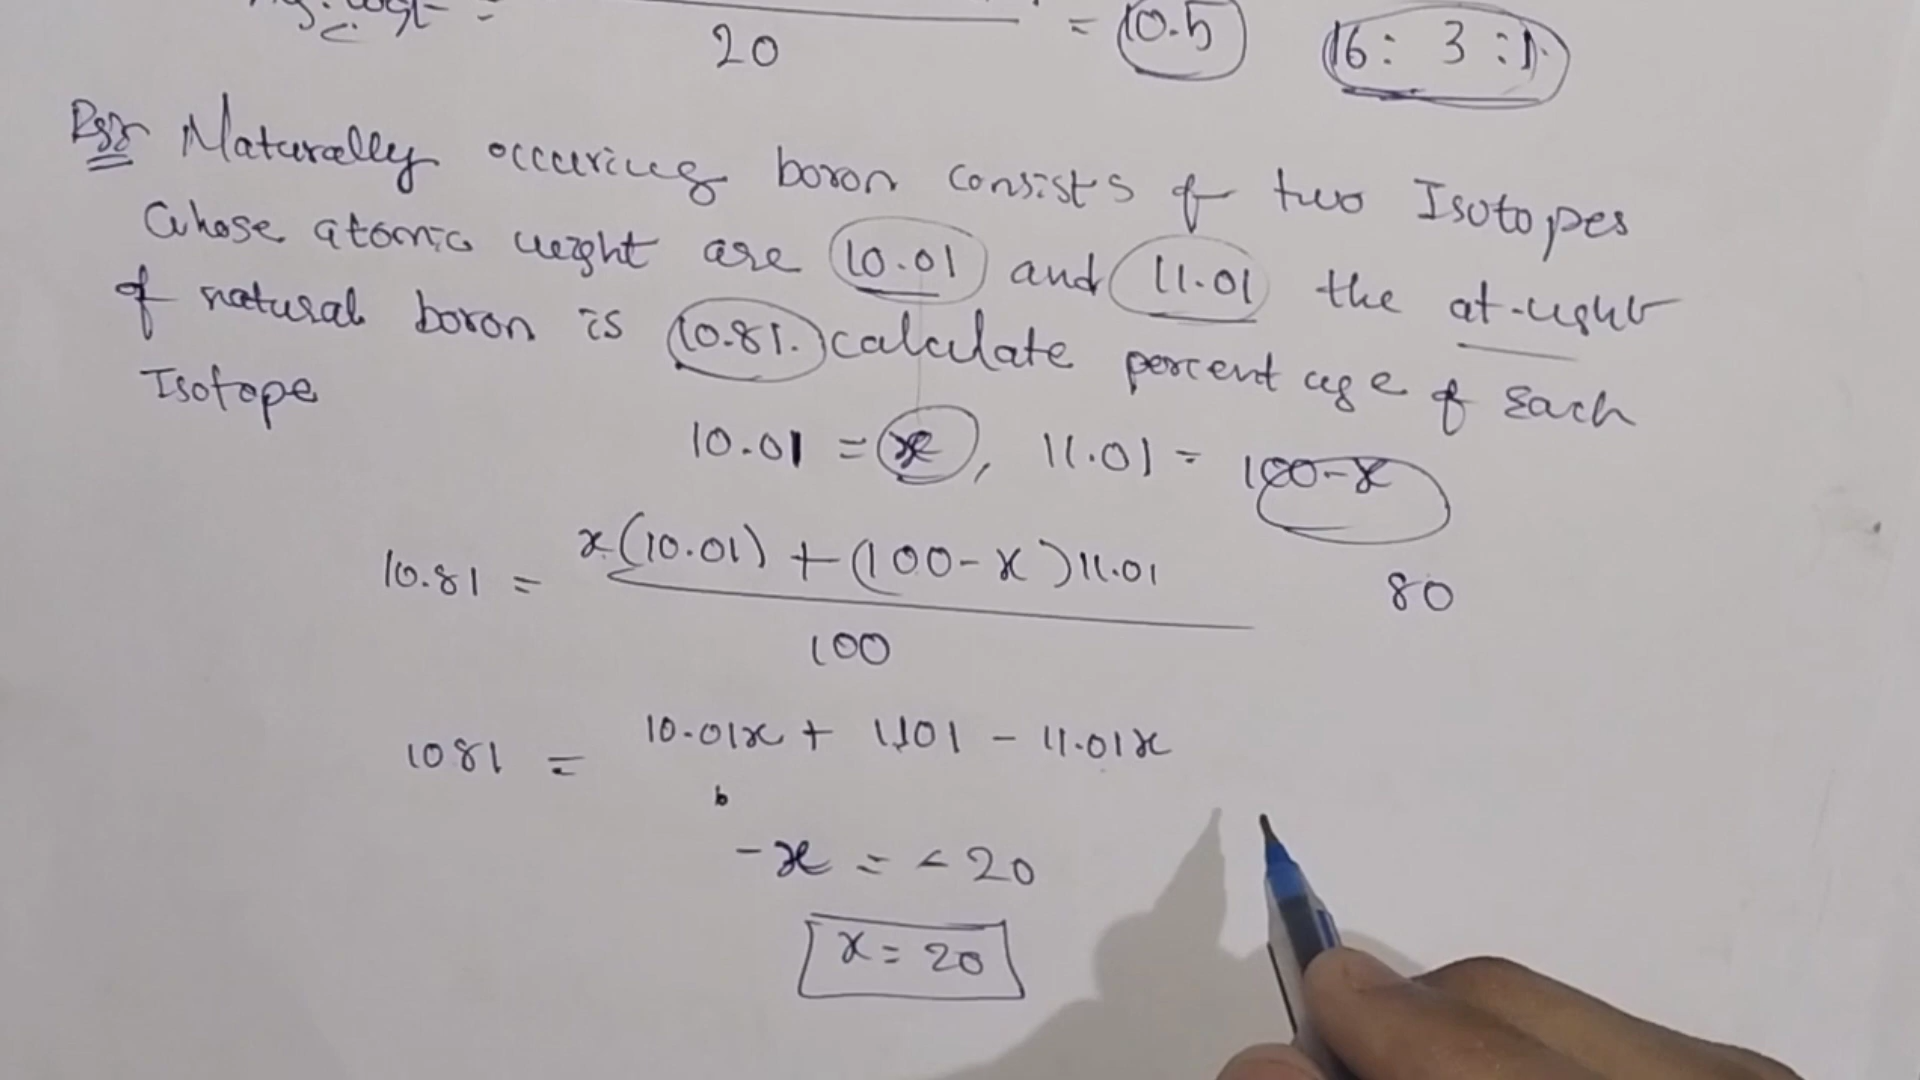 20 = 10.5 16: 3 :1
Naturally occuring boron consists of two Isotopes
Whose atomic weight are 10.01 and 11.01 the at-weight
of natural boron is 10.81. calculate percentage of Each
Isotope
10.01 = x, 11.01 = 100-x
10.81 = x(10.01) + (100-x)11.01
100
80
1081 = 10.01x + 1101 - 11.01x
-x = -20
x = 20